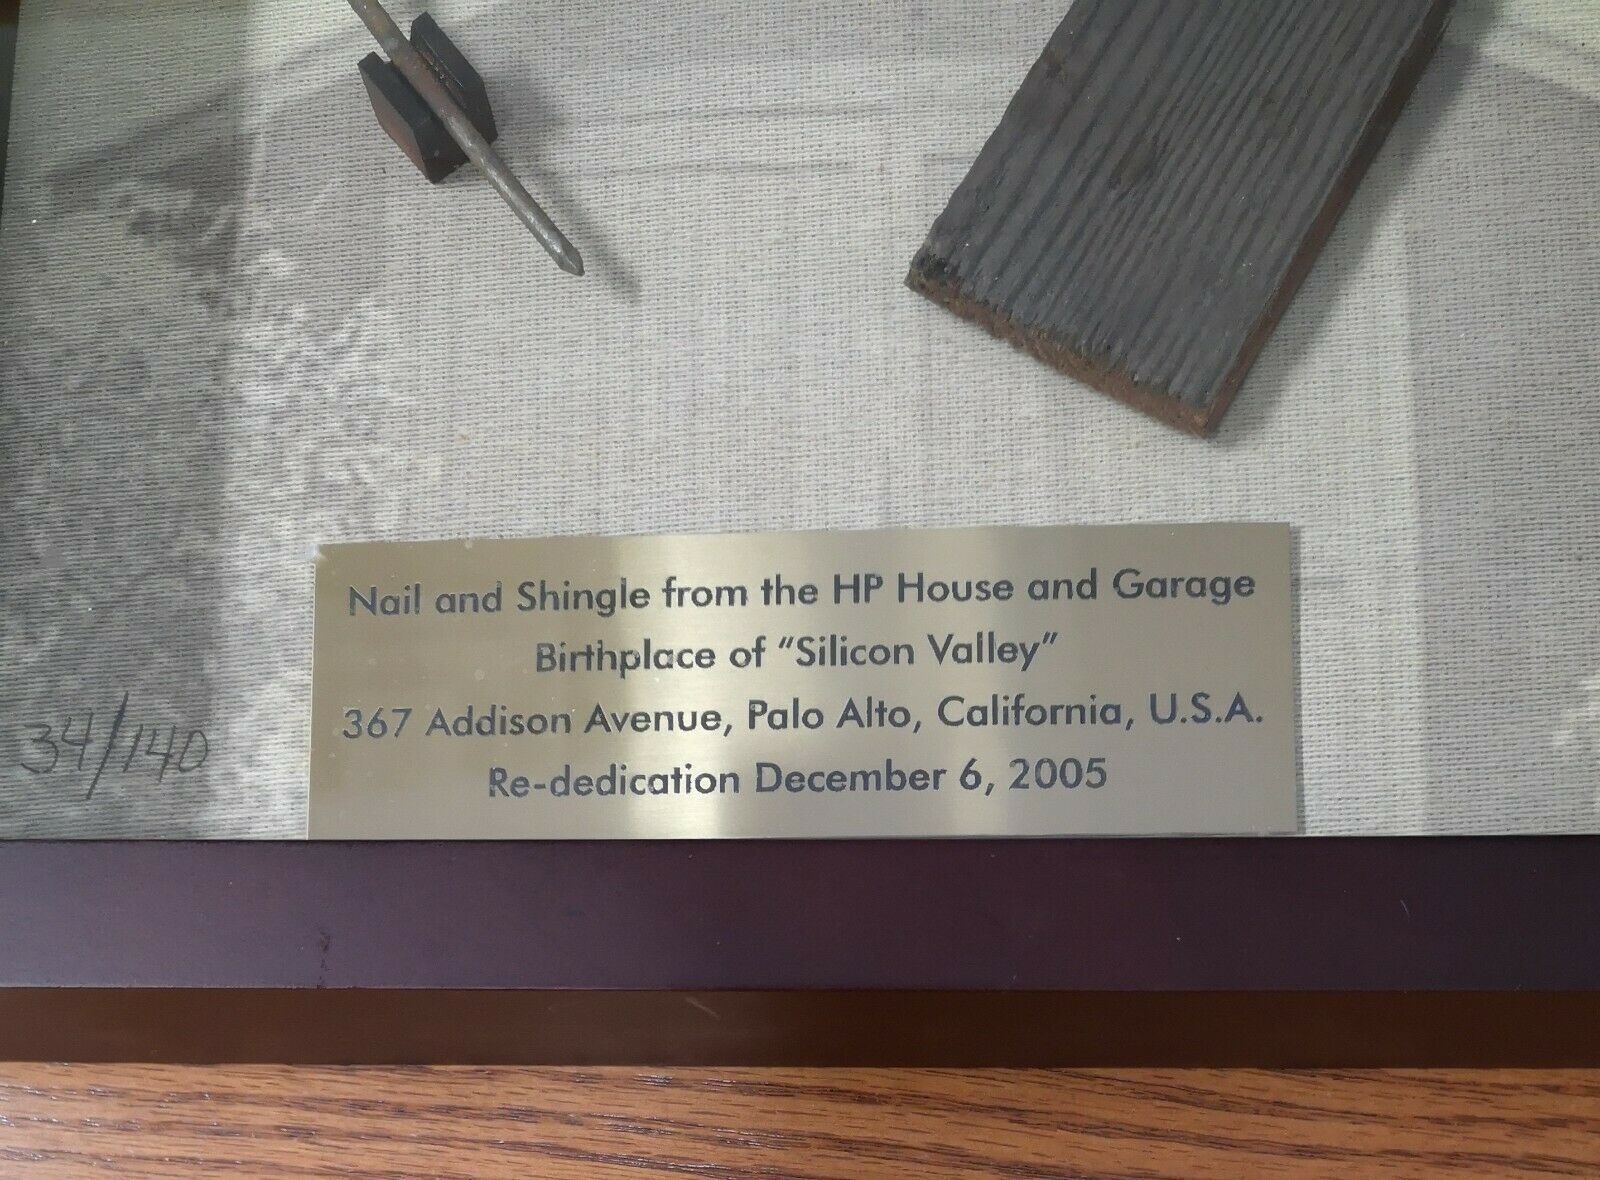 Nail and Shingle from the HP House and Garage
Birthplace of “Silicon Valley”
367 Addison Avenue, Palo Alto, California, U.S.A.
Re-dedication December 6, 2005
34/140